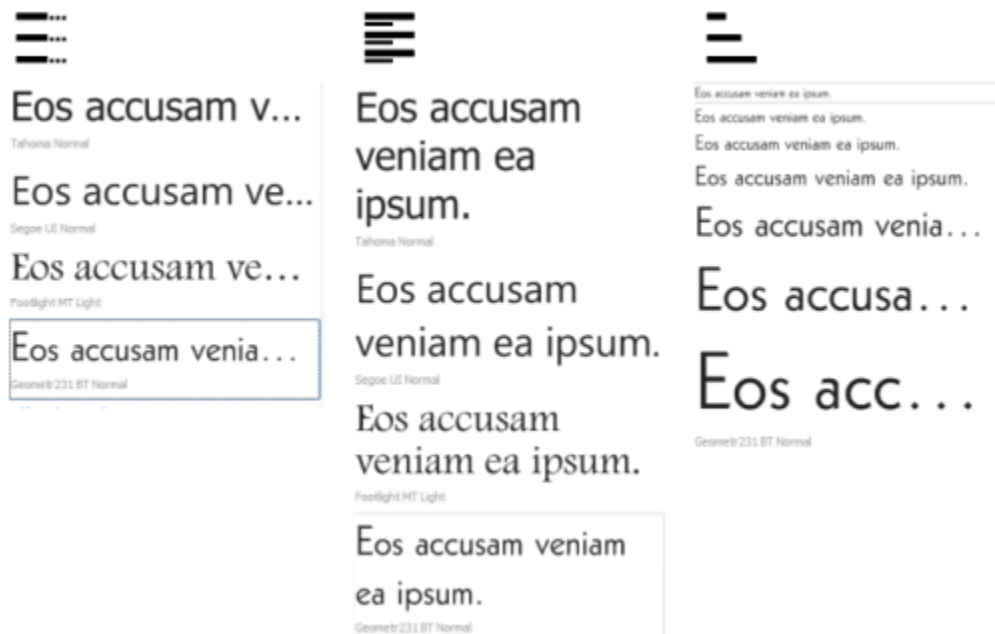 Eos accusam v...
Tahoma Normal
Eos accusam ve...
Segoe UI Normal
Eos accusam ve...
Footlight MT Light
Eos accusam venia...
Geometr231 BT Normal
Eos accusam
veniam ea
ipsum.
Tahoma Normal
Eos accusam
veniam ea ipsum.
Segoe UI Normal
Eos accusam
veniam ea ipsum.
Footlight MT Light
Eos accusam veniam
ea ipsum.
Geometr231 BT Normal
Eos accusam veniam ea ipsum.
Eos accusam veniam ea ipsum.
Eos accusam veniam ea ipsum.
Eos accusam veniam ea ipsum.
Eos accusam venia...
Eos accusa...
Eos acc...
Geometr231 BT Normal